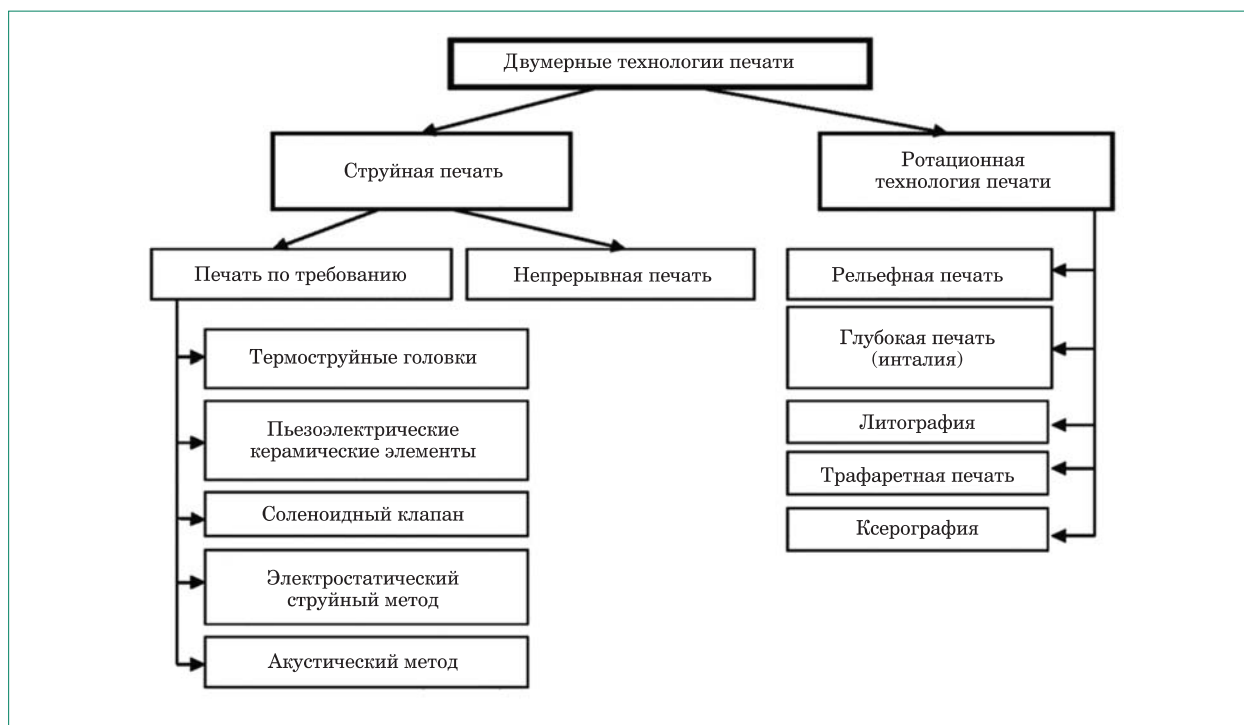 Двумерные технологии печати
Струйная печать
Ротационная
технология печати
Печать по требованию
Непрерывная печать
Термоструйные головки
Пьезоэлектрические
керамические элементы
Соленоидный клапан
Электростатический
струйный метод
Акустический метод
Рельефная печать
Глубокая печать
(инталия)
Литография
Трафаретная печать
Ксерография